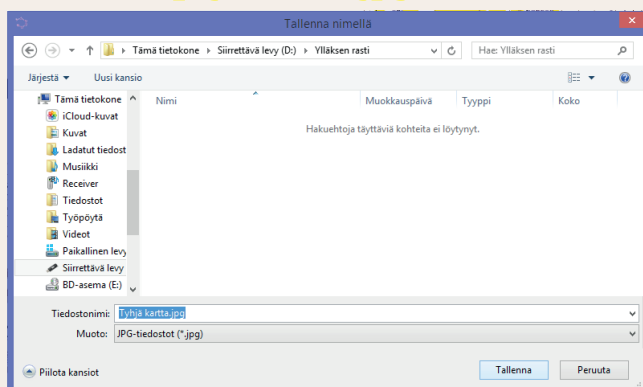 Tallenna nimellä
Tämä tietokone ▸ Siirrettävä levy (D:) ▸ Ylläksen rasti
Hae: Ylläksen rasti
Järjestä
Uusi kansio
Nimi Muokkauspäivä Tyyppi Koko
Hakuehtoja täyttäviä kohteita ei löytynyt.
Tämä tietokone
iCloud-kuvat
Kuvat
Ladatut tiedost
Musiikki
Receiver
Tiedostot
Työpöytä
Videot
Paikallinen levy
Siirrettävä levy
BD-asema (E:)
Tiedostonimi: Tyhjä kartta.jpg
Muoto: JPG-tiedostot (*.jpg)
Piilota kansiot
Tallenna
Peruuta